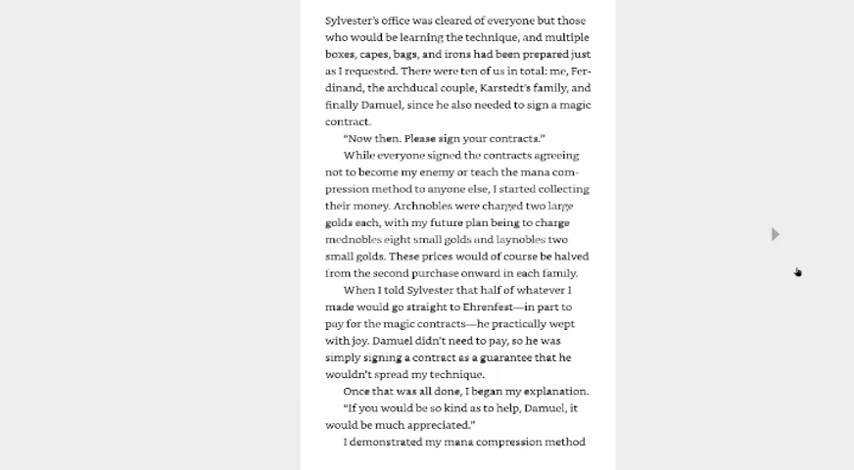 Sylvester's office was cleared of everyone but those
who would be learning the technique, and multiple
boxes, capes, bags, and irons had been prepared just
as I requested. There were ten of us in total: me, Fer-
dinand, the archducal couple, Karstedt's family, and
finally Damuel, since he also needed to sign a magic
contract.
“Now then. Please sign your contracts.”
While everyone signed the contracts agreeing
not to become my enemy or teach the mana com-
pression method to anyone else, I started collecting
their money. Archnobles were charged two large
golds each, with my future plan being to charge
mednobles eight small golds and laynobles two
small golds. These prices would of course be halved
from the second purchase onward in each family.
When I told Sylvester that half of whatever I
made would go straight to Ehrenfest—in part to
pay for the magic contracts—he practically wept
with joy. Damuel didn't need to pay, so he was
simply signing a contract as a guarantee that he
wouldn't spread my technique.
Once that was all done, I began my explanation.
“If you would be so kind as to help, Damuel, it
would be much appreciated.”
I demonstrated my mana compression method